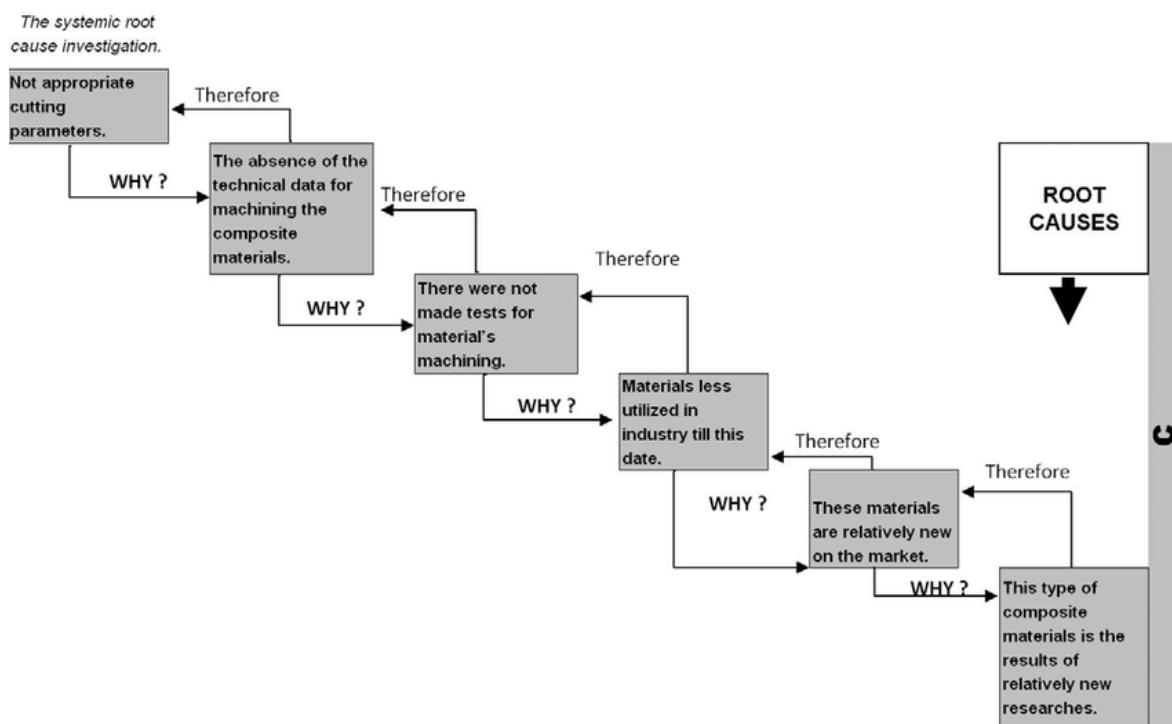 The systemic root
cause investigation.
Not appropriate
cutting
parameters.
Therefore
WHY ?
The absence of the
technical data for
machining the
composite
materials.
Therefore
WHY ?
There were not
made tests for
material's
machining.
Therefore
WHY ?
Materials less
utilized in
industry till this
date.
Therefore
WHY ?
These materials
are relatively new
on the market.
Therefore
WHY ?
This type of
composite
materials is the
results of
relatively new
researches.
ROOT
CAUSES
C